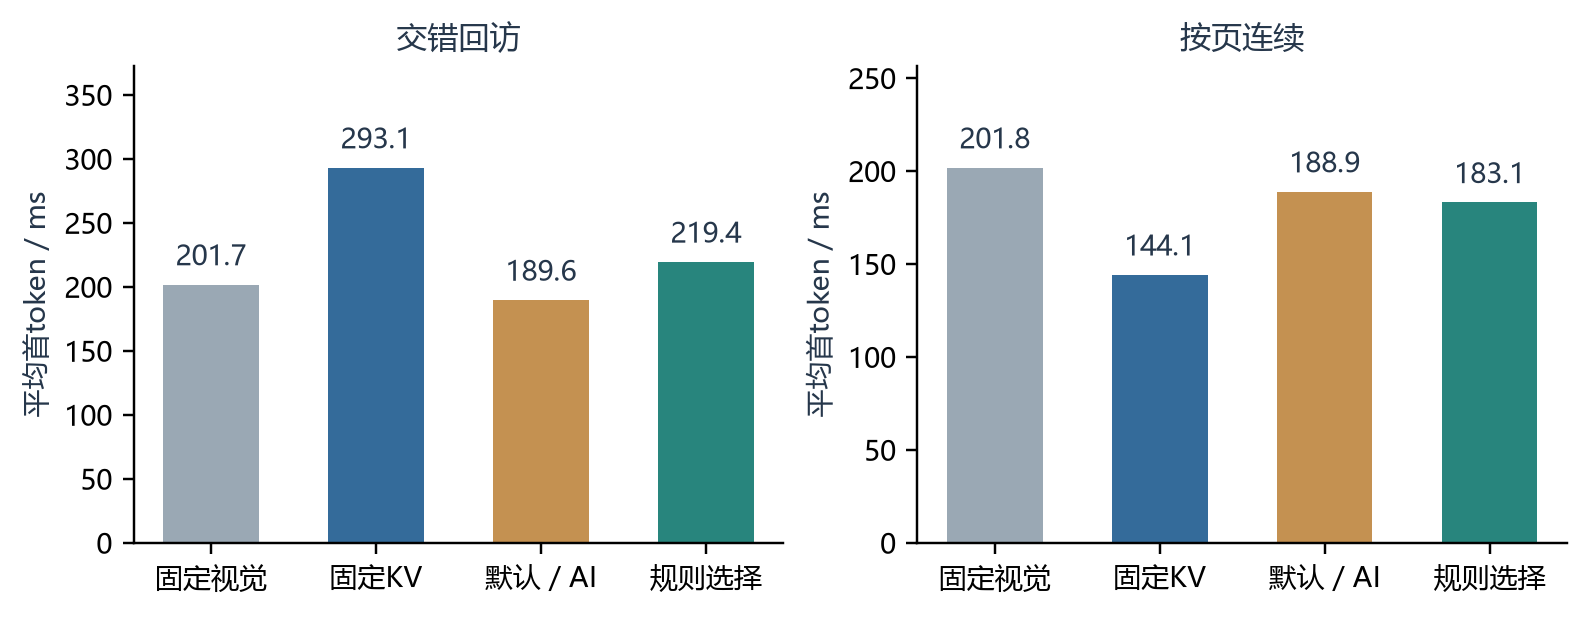 交错回访
平均首token / ms
350
300
250
200
150
100
50
0
201.7
293.1
189.6
219.4
固定视觉
固定KV
默认 / AI
规则选择
按页连续
平均首token / ms
250
200
150
100
50
0
201.8
144.1
188.9
183.1
固定视觉
固定KV
默认 / AI
规则选择